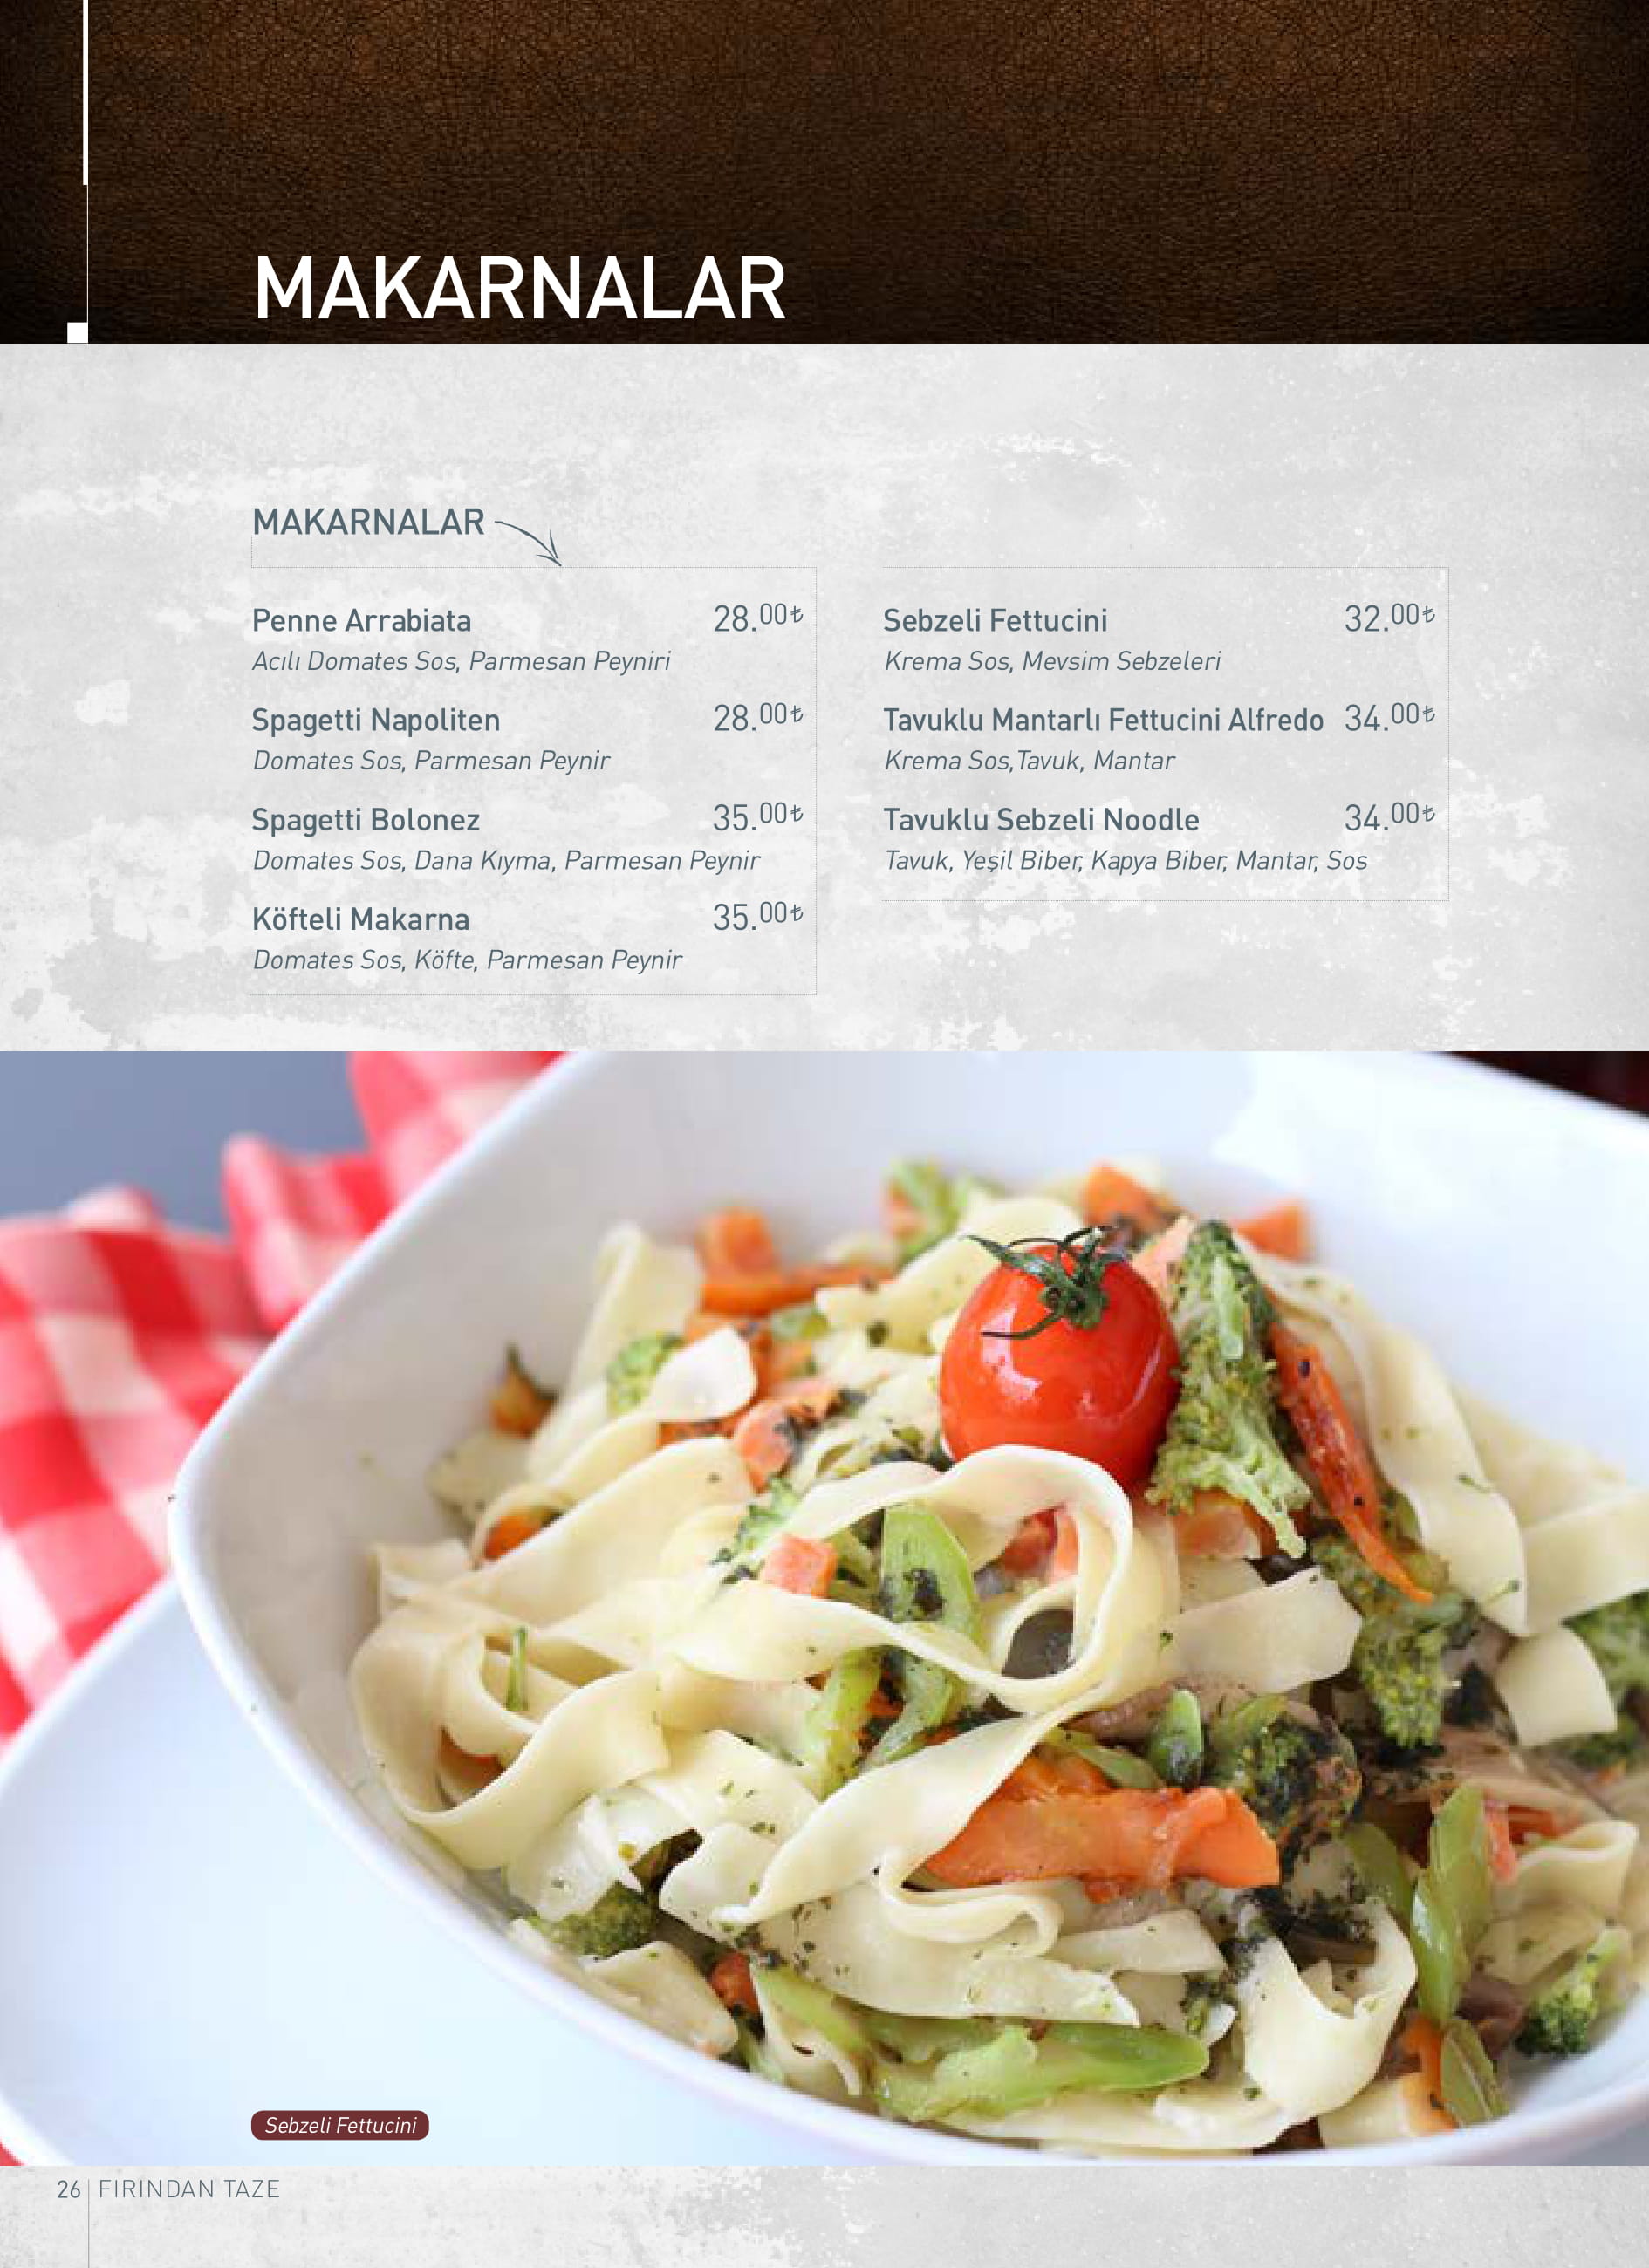 MAKARNALAR
MAKARNALAR
Penne Arrabiata 28.00₺
Acılı Domates Sos, Parmesan Peyniri
Spagetti Napoliten 28.00₺
Domates Sos, Parmesan Peynir
Spagetti Bolonez 35.00₺
Domates Sos, Dana Kıyma, Parmesan Peynir
Köfteli Makarna 35.00₺
Domates Sos, Köfte, Parmesan Peynir
Sebzeli Fettucini 32.00₺
Krema Sos, Mevsim Sebzeleri
Tavuklu Mantarlı Fettucini Alfredo 34.00₺
Krema Sos,Tavuk, Mantar
Tavuklu Sebzeli Noodle 34.00₺
Tavuk, Yeşil Biber, Kapya Biber, Mantar, Sos
Sebzeli Fettucini
26 FIRINDAN TAZE